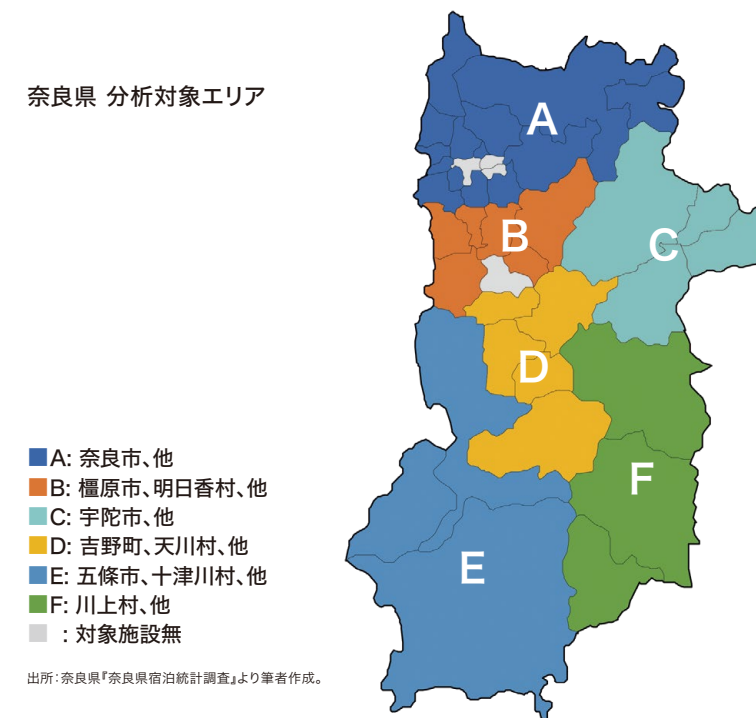 奈良県 分析対象エリア
A
B
C
D
E
F
A: 奈良市、他
B: 橿原市、明日香村、他
C: 宇陀市、他
D: 吉野町、天川村、他
E: 五條市、十津川村、他
F: 川上村、他
: 対象施設無
出所:奈良県『奈良県宿泊統計調査』より筆者作成。